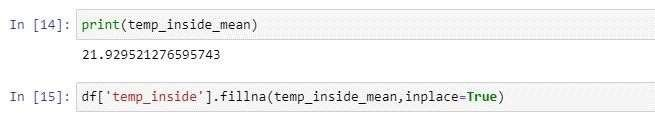 In [14]: print(temp_inside_mean)
21.929521276595743
In [15]: df['temp_inside'].fillna(temp_inside_mean,inplace=True)